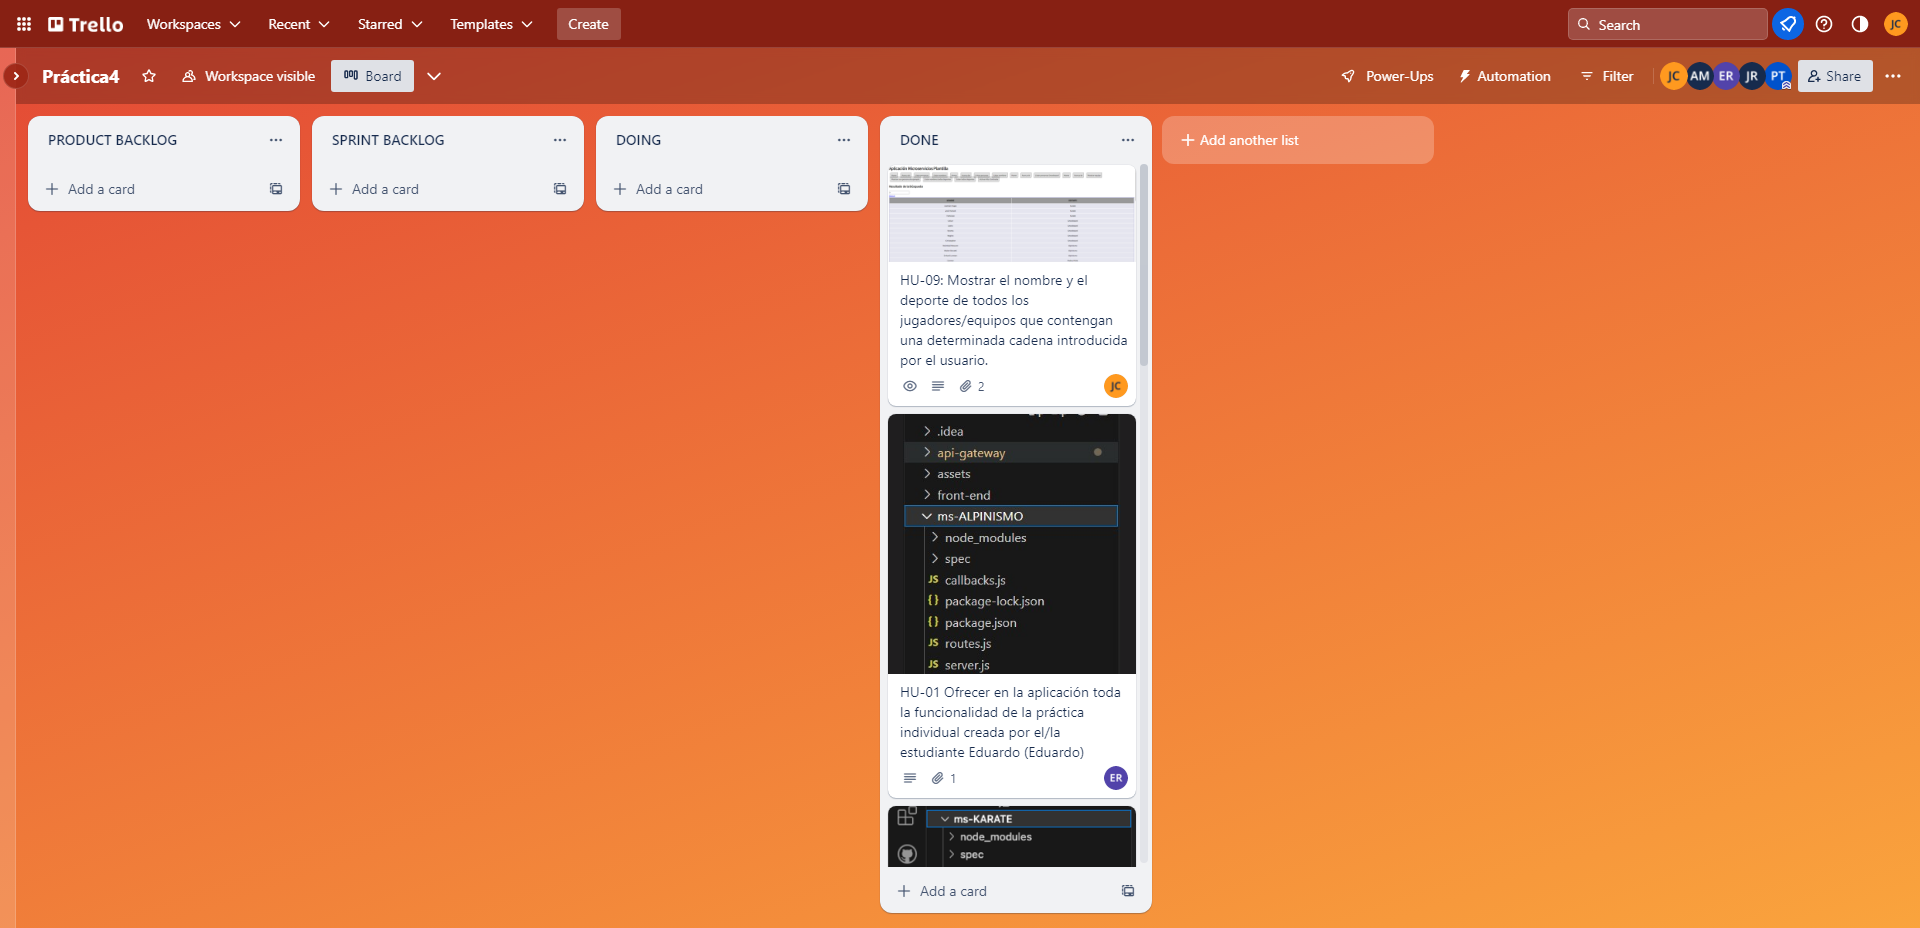 Trello
Workspaces
Recent
Starred
Templates
Create
Search
JC
Práctica4
Workspace visible
Board
Power-Ups
Automation
Filter
JC
AM
ER
JR
PT
Share
PRODUCT BACKLOG
Add a card
SPRINT BACKLOG
Add a card
DOING
Add a card
DONE
Aplicación Microservicios Plantilla
HU-09: Mostrar el nombre y el
deporte de todos los
jugadores/equipos que contengan
una determinada cadena introducida
por el usuario.
2
JC
.idea
api-gateway
assets
front-end
ms-ALPINISMO
node_modules
spec
JS callbacks.js
{} package-lock.json
{} package.json
JS routes.js
JS server.js
HU-01 Ofrecer en la aplicación toda
la funcionalidad de la práctica
individual creada por el/la
estudiante Eduardo (Eduardo)
1
ER
ms-KARATE
node_modules
spec
Add a card
Add another list